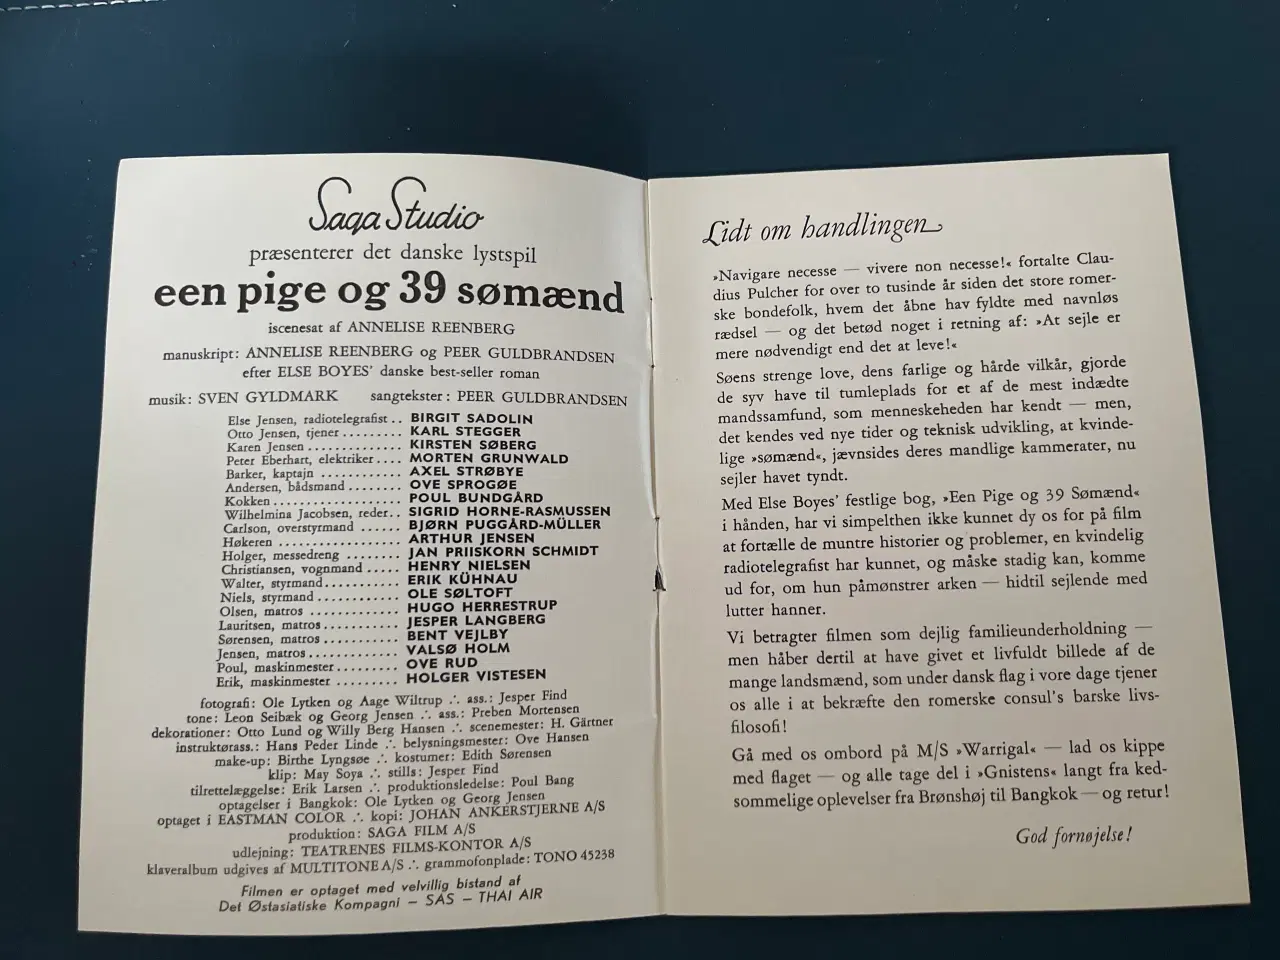 Saga Studio
præsenterer det danske lystspil
een pige og 39 sømænd
iscenesat af ANNELISE REENBERG
manuskript: ANNELISE REENBERG og PEER GULDBRANDSEN
efter ELSE BOYES' danske best-seller roman
musik: SVEN GYLDMARK sangtekster: PEER GULDBRANDSEN
Else Jensen, radiotelegrafist .. BIRGIT SADOLIN
Otto Jensen, tjener ......... KARL STEGGER
Karen Jensen .............. KIRSTEN SØBERG
Peter Eberhart, elektriker .... MORTEN GRUNWALD
Barker, kaptajn ............ AXEL STRØBYE
Andersen, bådsmand ........ OVE SPROGØE
Kokken ................... POUL BUNDGÅRD
Wilhelmina Jacobsen, reder .. SIGRID HORNE-RASMUSSEN
Carlson, overstyrmand ...... BJØRN PUGGÅRD-MÜLLER
Høkeren .................. ARTHUR JENSEN
Holger, messedreng ........ JAN PRIISKORN SCHMIDT
Christiansen, vognmand ..... HENRY NIELSEN
Walter, styrmand ........... ERIK KÜHNAU
Niels, styrmand ............ OLE SØLTOFT
Olsen, matros ............. HUGO HERRESTRUP
Lauritsen, matros ........... JESPER LANGBERG
Sørensen, matros ........... BENT VEJLBY
Jensen, matros ............. VALSØ HOLM
Poul, maskinmester ......... OVE RUD
Erik, maskinmester ......... HOLGER VISTESEN
fotografi: Ole Lytken og Aage Wiltrup ∴ ass.: Jesper Find
tone: Leon Seibæk og Georg Jensen ∴ ass.: Preben Mortensen
dekorationer: Otto Lund og Willy Berg Hansen ∴ scenemester: H. Gärtner
instruktørass.: Hans Peder Linde ∴ belysningsmester: Ove Hansen
make-up: Birthe Lyngsøe ∴ kostumer: Edith Sørensen
klip: May Soya ∴ stills: Jesper Find
tilrettelæggelse: Erik Larsen ∴ produktionsledelse: Poul Bang
optagelser i Bangkok: Ole Lytken og Georg Jensen
optaget i EASTMAN COLOR ∴ kopi: JOHAN ANKERSTJERNE A/S
produktion: SAGA FILM A/S
udlejning: TEATRENES FILMS-KONTOR A/S
klaveralbum udgives af MULTITONE A/S ∴ grammofonplade: TONO 45238
Filmen er optaget med velvillig bistand af
Det Østasiatiske Kompagni – SAS – THAI AIR
Lidt om handlingen
»Navigare necesse — vivere non necesse!« fortalte Clau-
dius Pulcher for over to tusinde år siden det store romer-
ske bondefolk, hvem det åbne hav fyldte med navnløs
rædsel — og det betød noget i retning af: »At sejle er
mere nødvendigt end det at leve!«
Søens strenge love, dens farlige og hårde vilkår, gjorde
de syv have til tumleplads for et af de mest indædte
mandssamfund, som menneskeheden har kendt — men,
det kendes ved nye tider og teknisk udvikling, at kvinde-
lige »sømænd«, jævnsides deres mandlige kammerater, nu
sejler havet tyndt.
Med Else Boyes' festlige bog, »Een Pige og 39 Sømænd«
i hånden, har vi simpelthen ikke kunnet dy os for på film
at fortælle de muntre historier og problemer, en kvindelig
radiotelegrafist har kunnet, og måske stadig kan, komme
ud for, om hun påmønstrer arken — hidtil sejlende med
lutter hanner.
Vi betragter filmen som dejlig familieunderholdning —
men håber dertil at have givet et livfuldt billede af de
mange landsmænd, som under dansk flag i vore dage tjener
os alle i at bekræfte den romerske consul's barske livs-
filosofi!
Gå med os ombord på M/S »Warrigal« — lad os kippe
med flaget — og alle tage del i »Gnistens« langt fra ked-
sommelige oplevelser fra Brønshøj til Bangkok — og retur!
God fornøjelse!